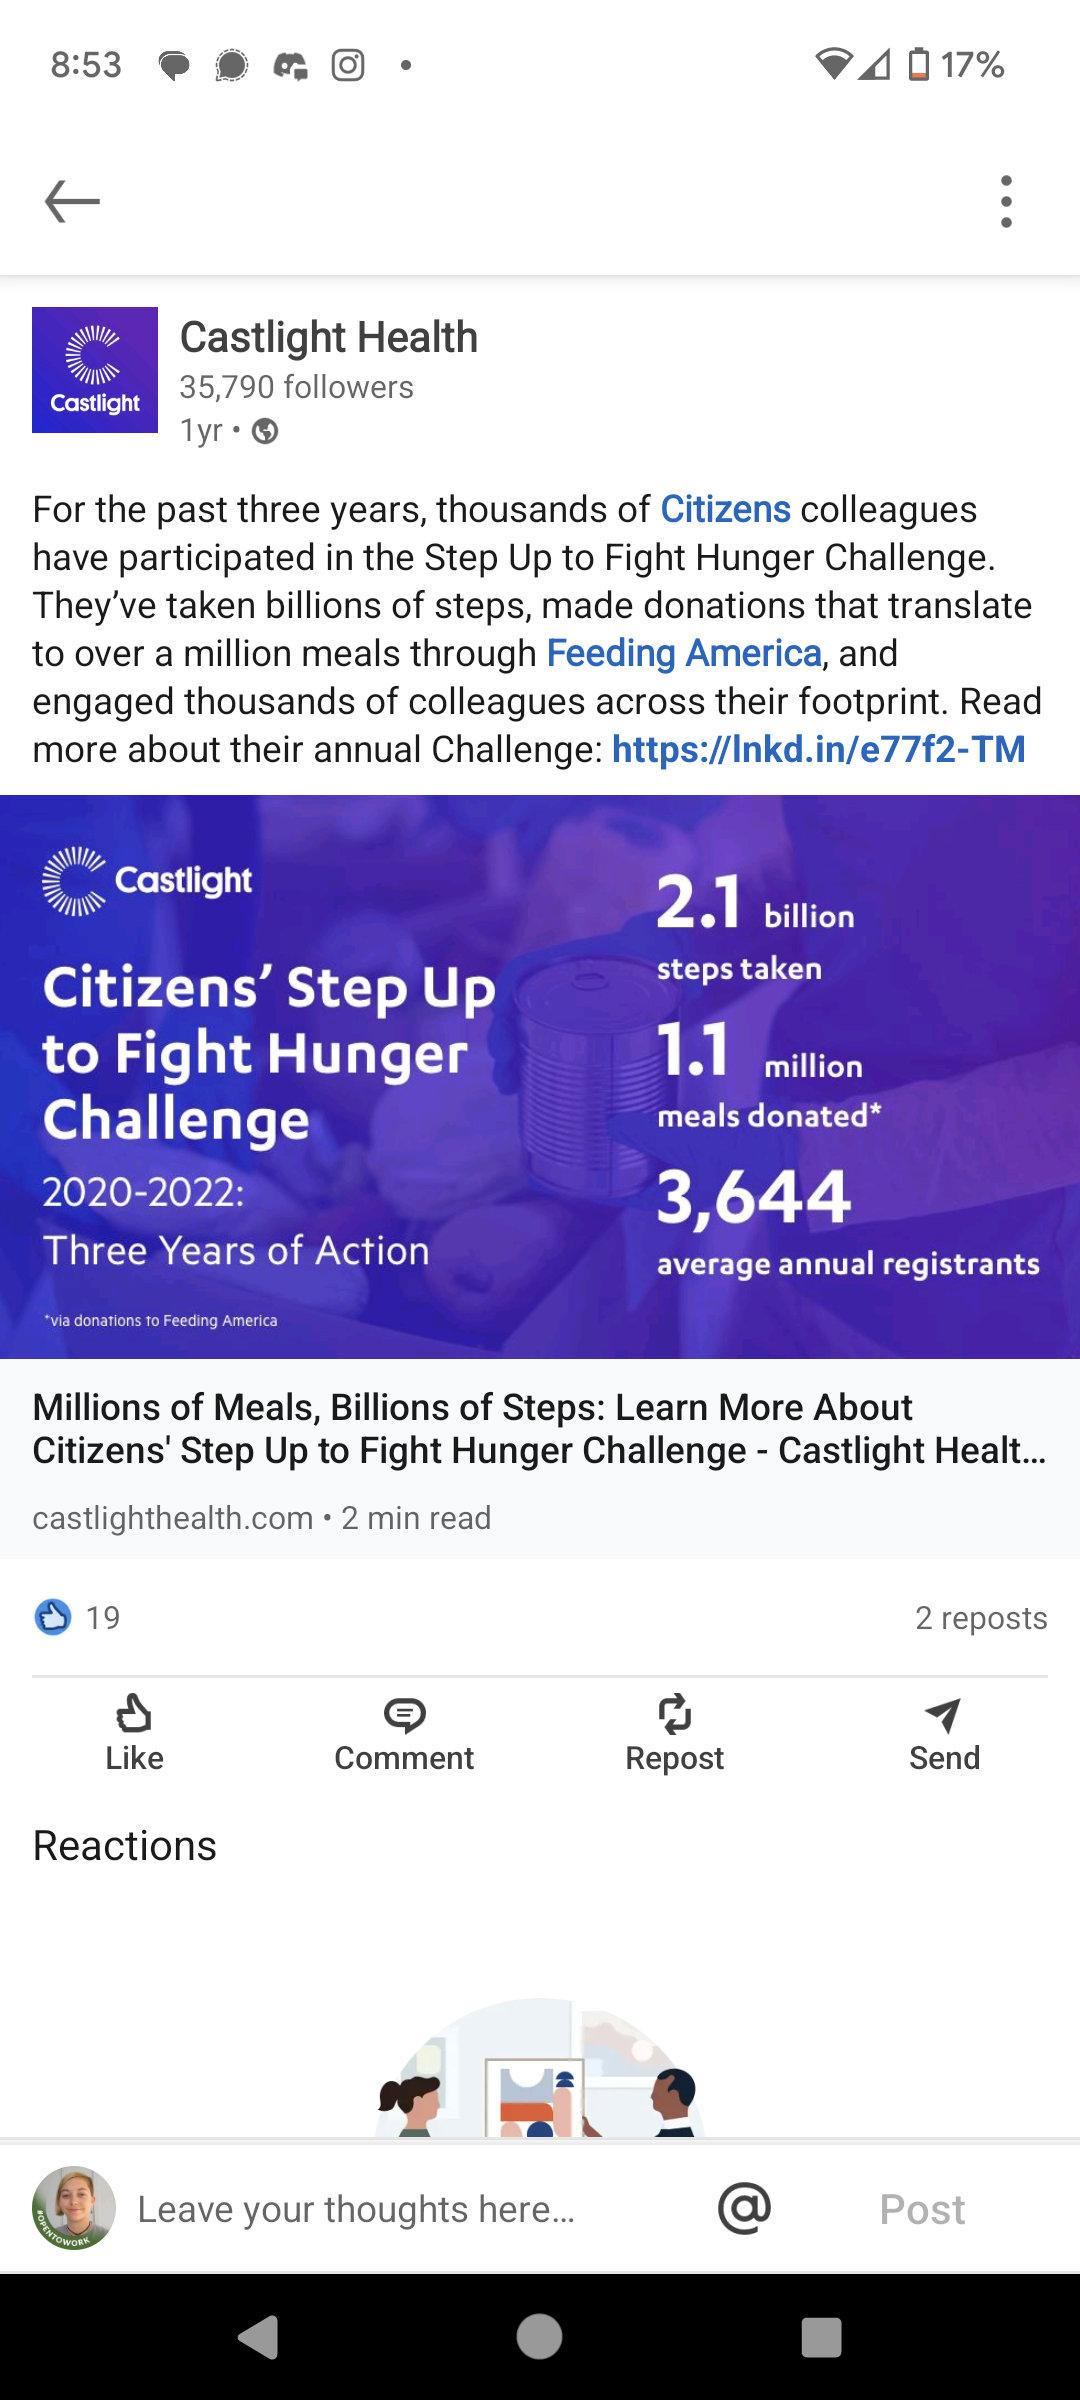 8:53
17%
Castlight
Castlight Health
35,790 followers
1yr •
For the past three years, thousands of Citizens colleagues
have participated in the Step Up to Fight Hunger Challenge.
They’ve taken billions of steps, made donations that translate
to over a million meals through Feeding America, and
engaged thousands of colleagues across their footprint. Read
more about their annual Challenge: https://lnkd.in/e77f2-TM
Castlight
Citizens’ Step Up
to Fight Hunger
Challenge
2020-2022:
Three Years of Action
*via donations to Feeding America
2.1 billion
steps taken
1.1 million
meals donated*
3,644
average annual registrants
Millions of Meals, Billions of Steps: Learn More About
Citizens' Step Up to Fight Hunger Challenge - Castlight Healt...
castlighthealth.com • 2 min read
19
2 reposts
Like
Comment
Repost
Send
Reactions
#OPENTOWORK
Leave your thoughts here...
@
Post